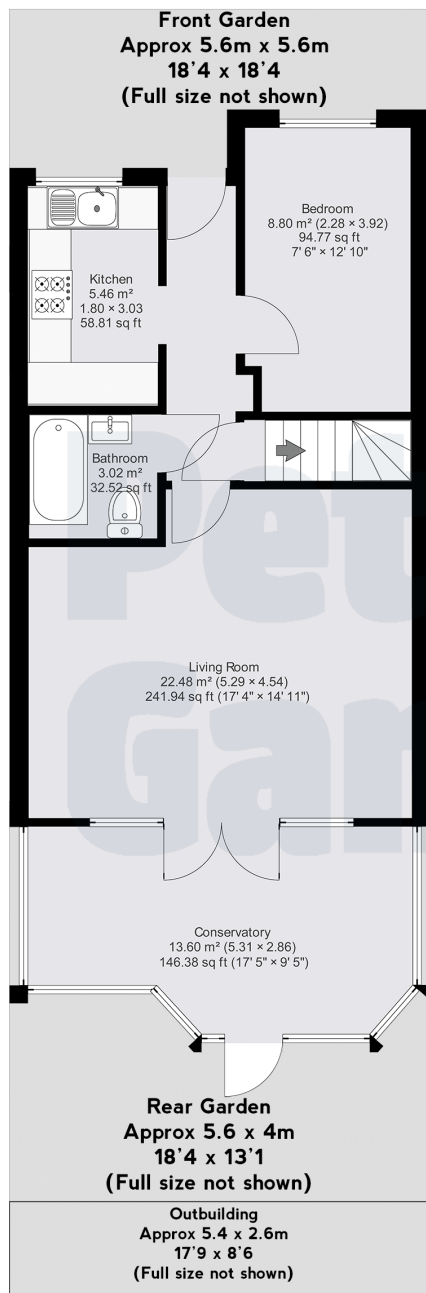 Front Garden
Approx 5.6m x 5.6m
18'4 x 18'4
(Full size not shown)
Bedroom
8.80 m² (2.28 × 3.92)
94.77 sq ft
7' 6" × 12' 10"
Kitchen
5.46 m²
1.80 × 3.03
58.81 sq ft
Bathroom
3.02 m²
32.52 sq ft
Pet
Living Room
22.48 m² (5.29 × 4.54)
241.94 sq ft (17' 4" × 14' 11")
Gar
Conservatory
13.60 m² (5.31 × 2.86)
146.38 sq ft (17' 5" × 9' 5")
Rear Garden
Approx 5.6 x 4m
18'4 x 13'1
(Full size not shown)
Outbuilding
Approx 5.4 x 2.6m
17'9 x 8'6
(Full size not shown)